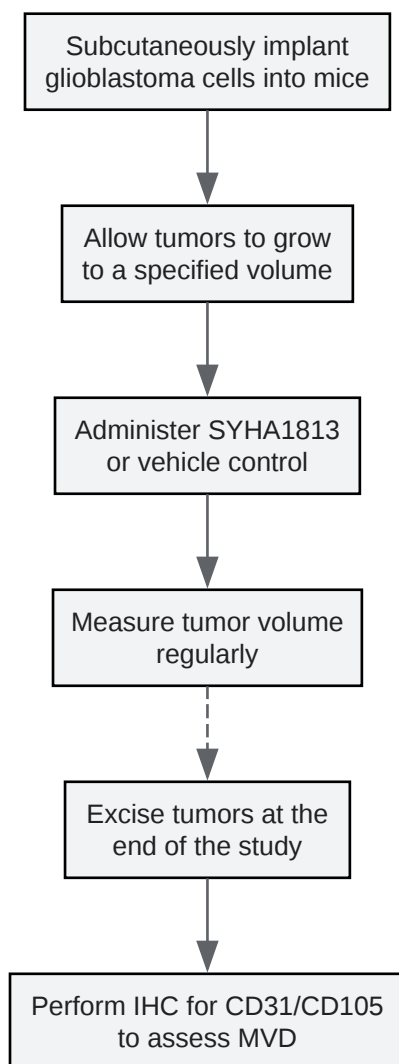 Subcutaneously implant
glioblastoma cells into mice
Allow tumors to grow
to a specified volume
Administer SYHA1813
or vehicle control
Measure tumor volume
regularly
Excise tumors at the
end of the study
Perform IHC for CD31/CD105
to assess MVD